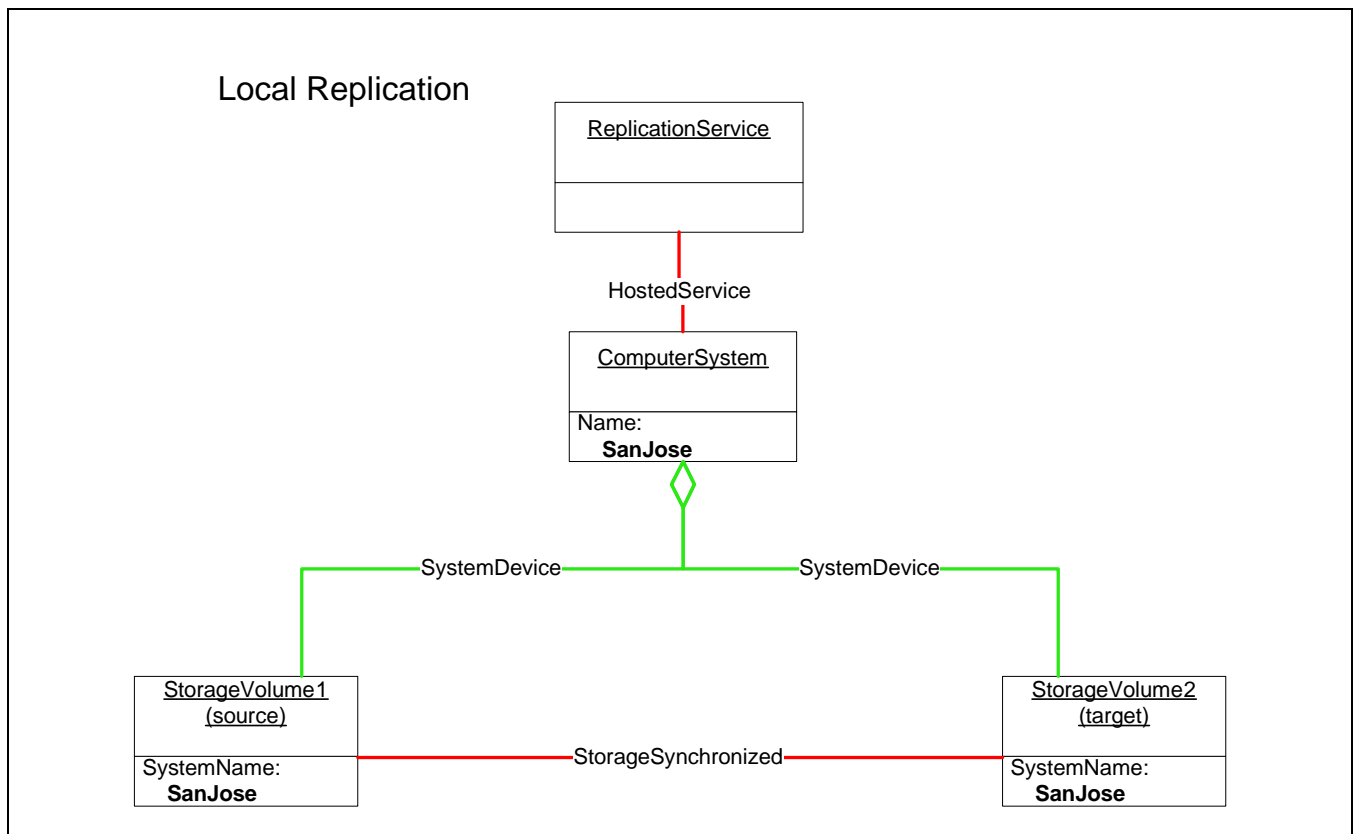 Local Replication
ReplicationService
HostedService
ComputerSystem
Name:
SanJose
SystemDevice
SystemDevice
StorageVolume1
(source)
SystemName:
SanJose
StorageSynchronized
StorageVolume2
(target)
SystemName:
SanJose